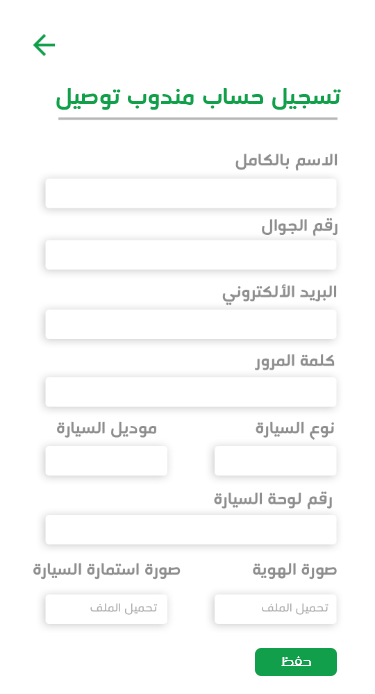 تسجيل حساب مندوب توصيل
الاسم بالكامل
رقم الجوال
البريد الألكتروني
كلمة المرور
نوع السيارة موديل السيارة
رقم لوحة السيارة
صورة الهوية صورة استمارة السيارة
تحميل الملف تحميل الملف
حفظ